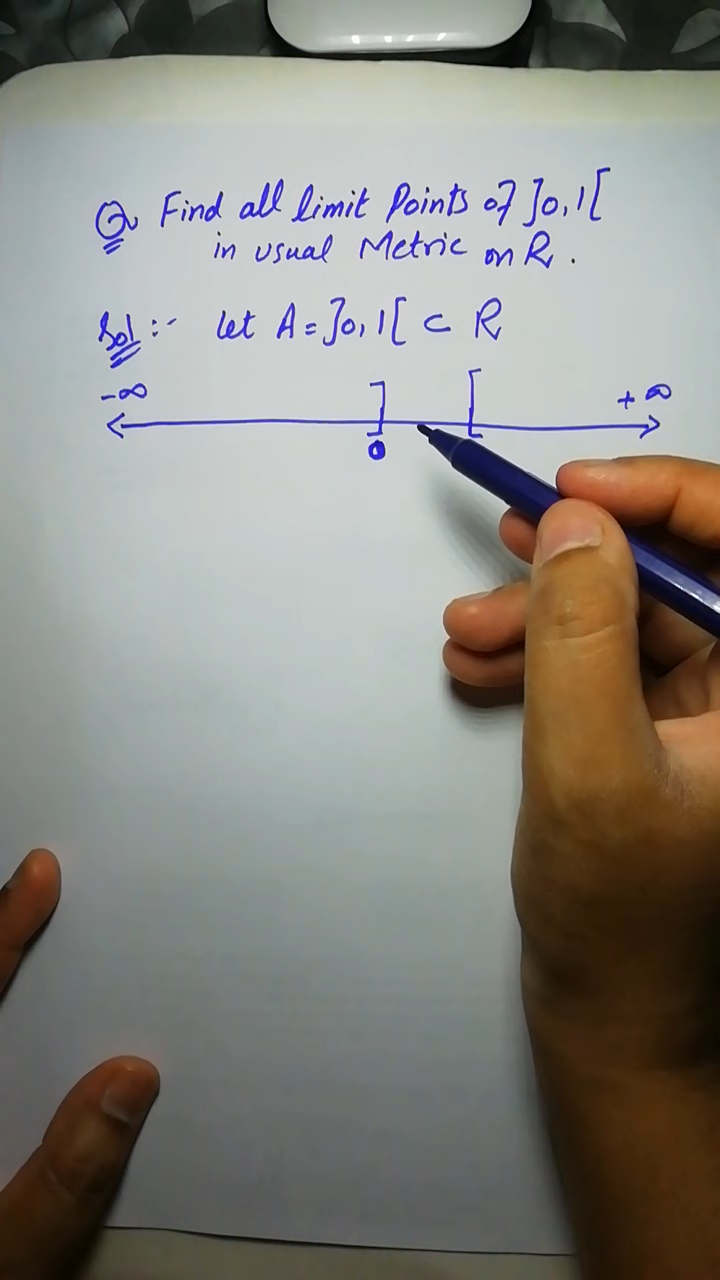 Q Find all limit Points of ]0,1[
in usual Metric on R.
Sol :- let A = ]0,1[ ⊂ R
-∞ ] [ +∞
0